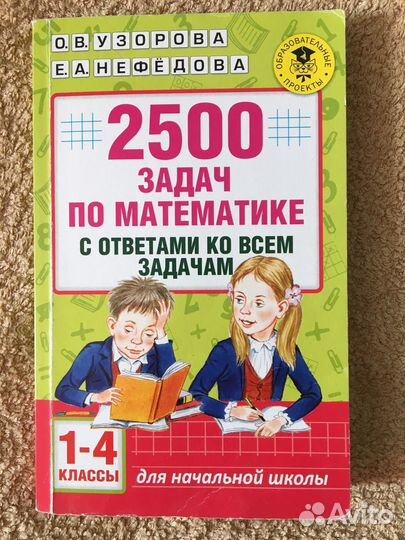 О.В. УЗОРОВА
Е.А. НЕФЁДОВА
ОБРАЗОВАТЕЛЬНЫЕ
ПРОЕКТЫ
2500
ЗАДАЧ
ПО МАТЕМАТИКЕ
С ОТВЕТАМИ КО ВСЕМ
ЗАДАЧАМ
1-4
КЛАССЫ
для начальной школы
Avito